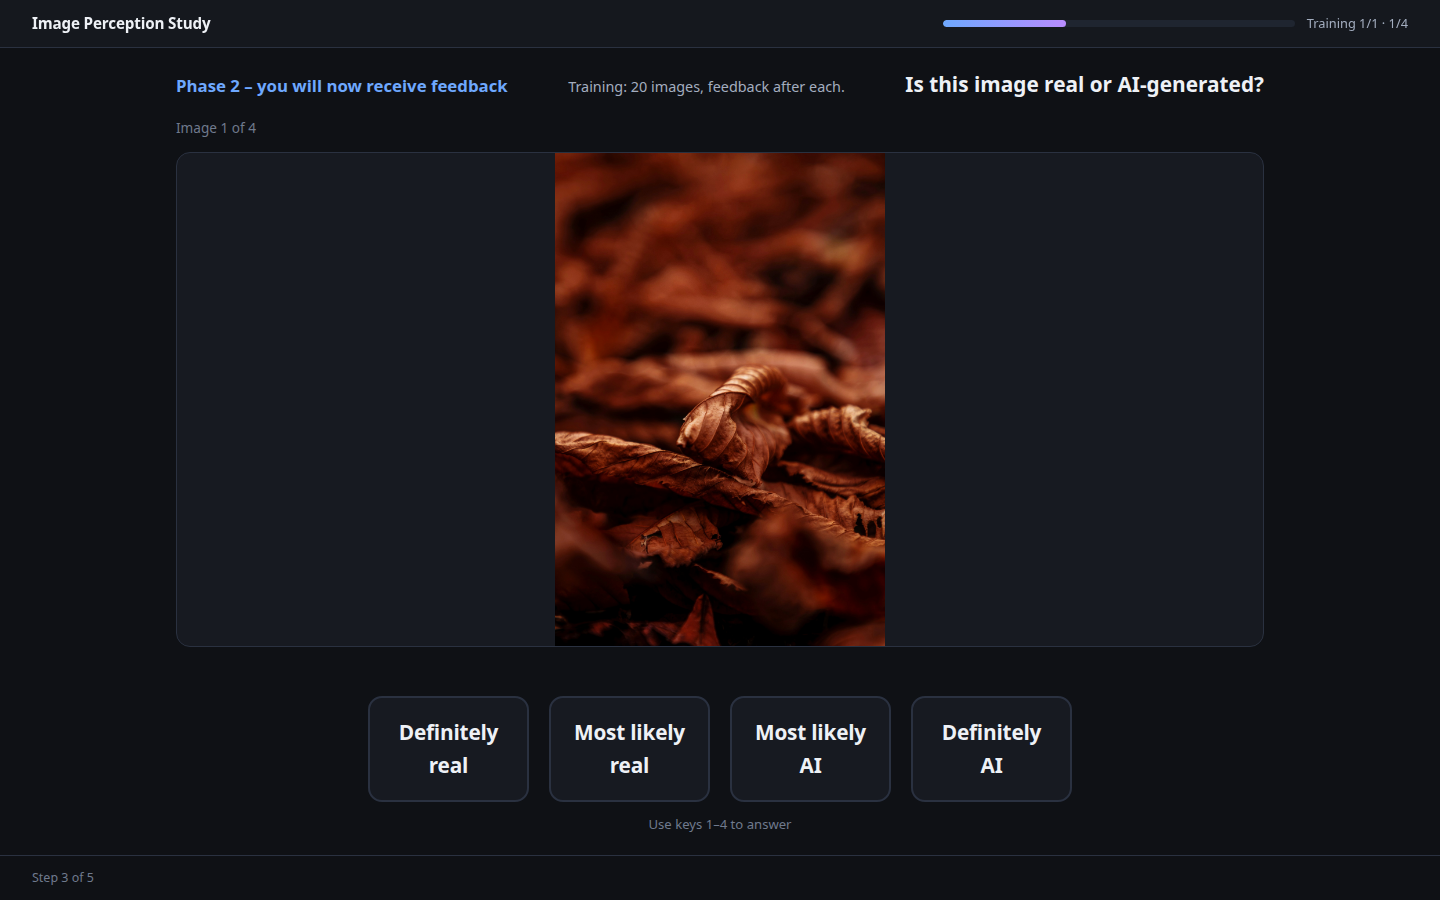 Image Perception Study
Training 1/1 · 1/4
Phase 2 – you will now receive feedback
Training: 20 images, feedback after each.
Is this image real or AI-generated?
Image 1 of 4
Definitely
real
Most likely
real
Most likely
AI
Definitely
AI
Use keys 1–4 to answer
Step 3 of 5